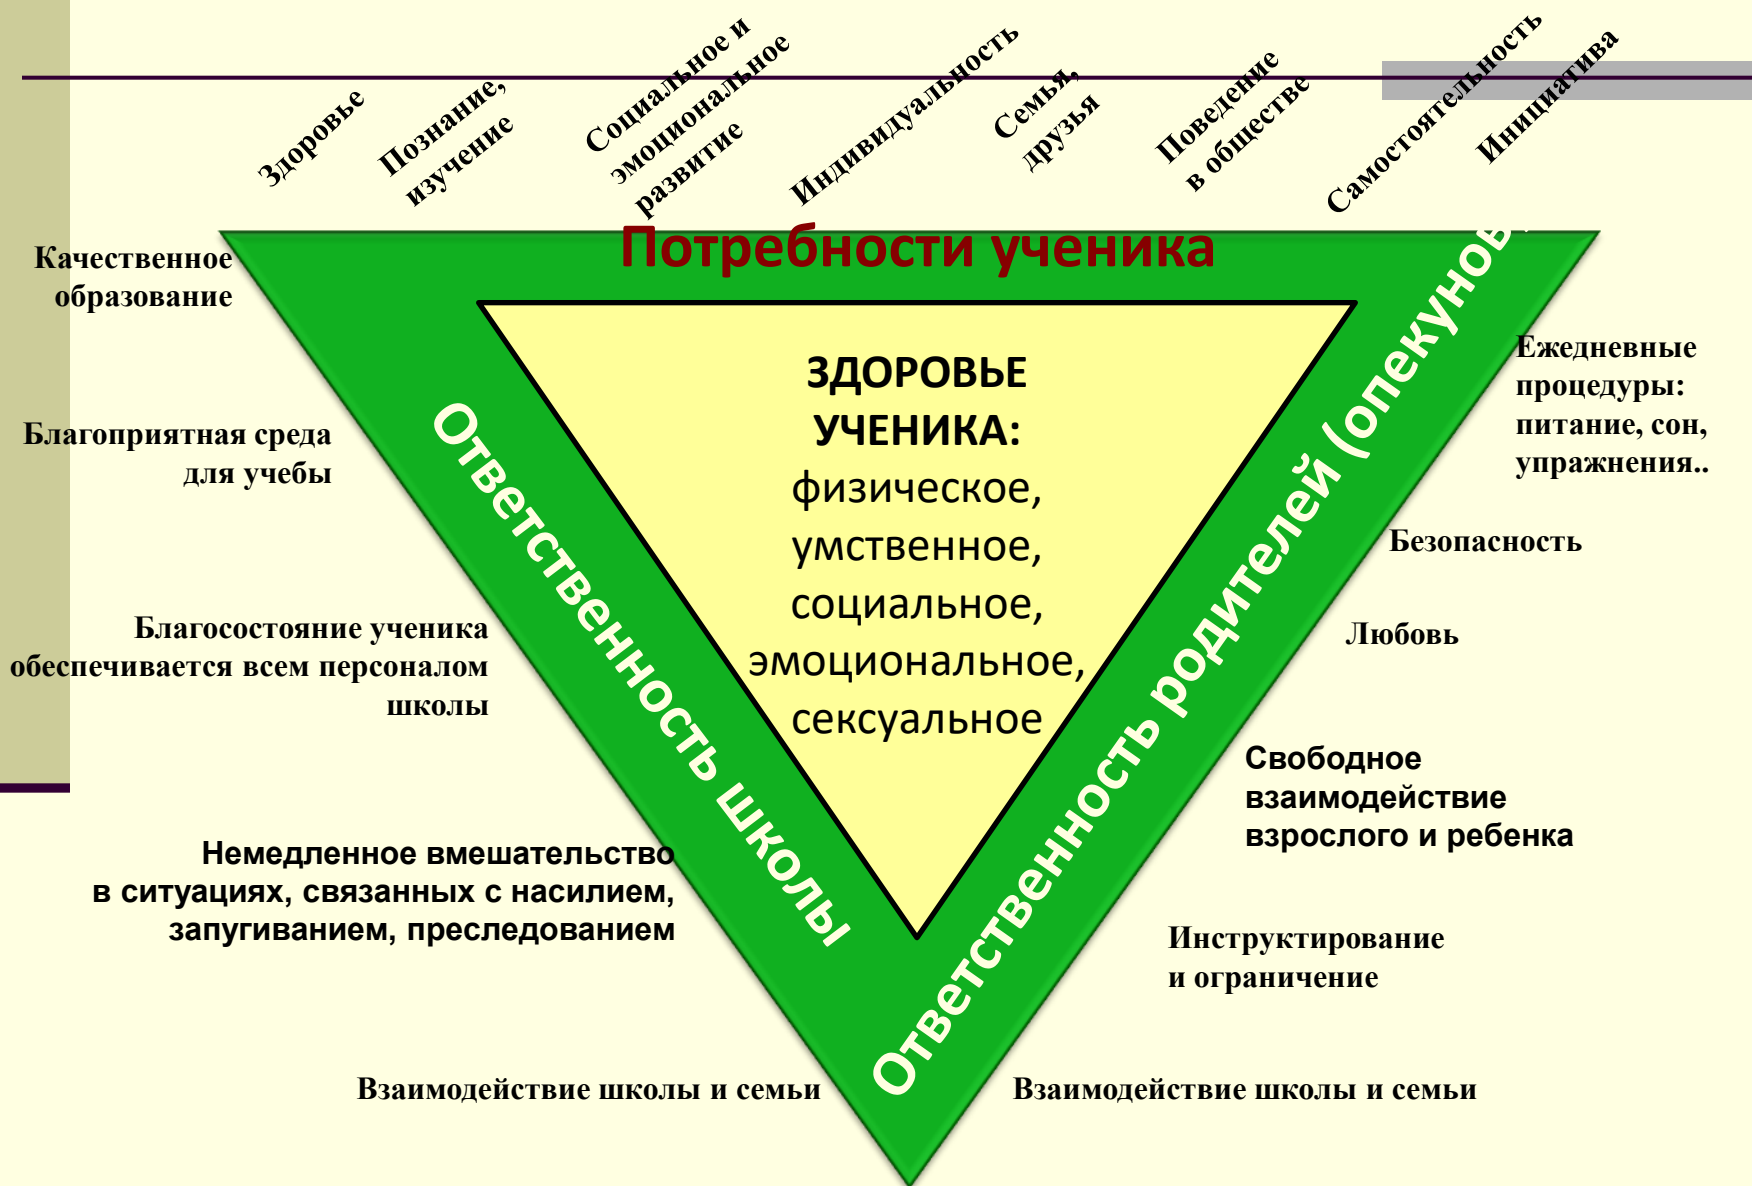 Здоровье
Познание,
изучение
Социальное и
эмоциональное
развитие
Индивидуальность
Семья,
друзья
Поведение
в обществе
Самостоятельность
Инициатива
Потребности ученика
Качественное
образование
Благоприятная среда
для учебы
Благосостояние ученика
обеспечивается всем персоналом
школы
Немедленное вмешательство
в ситуациях, связанных с насилием,
запугиванием, преследованием
Взаимодействие школы и семьи
Ответственность школы
ЗДОРОВЬЕ
УЧЕНИКА:
физическое,
умственное,
социальное,
эмоциональное,
сексуальное
Ответственность родителей (опекунов
Ежедневные
процедуры:
питание, сон,
упражнения..
Безопасность
Любовь
Свободное
взаимодействие
взрослого и ребенка
Инструктирование
и ограничение
Взаимодействие школы и семьи